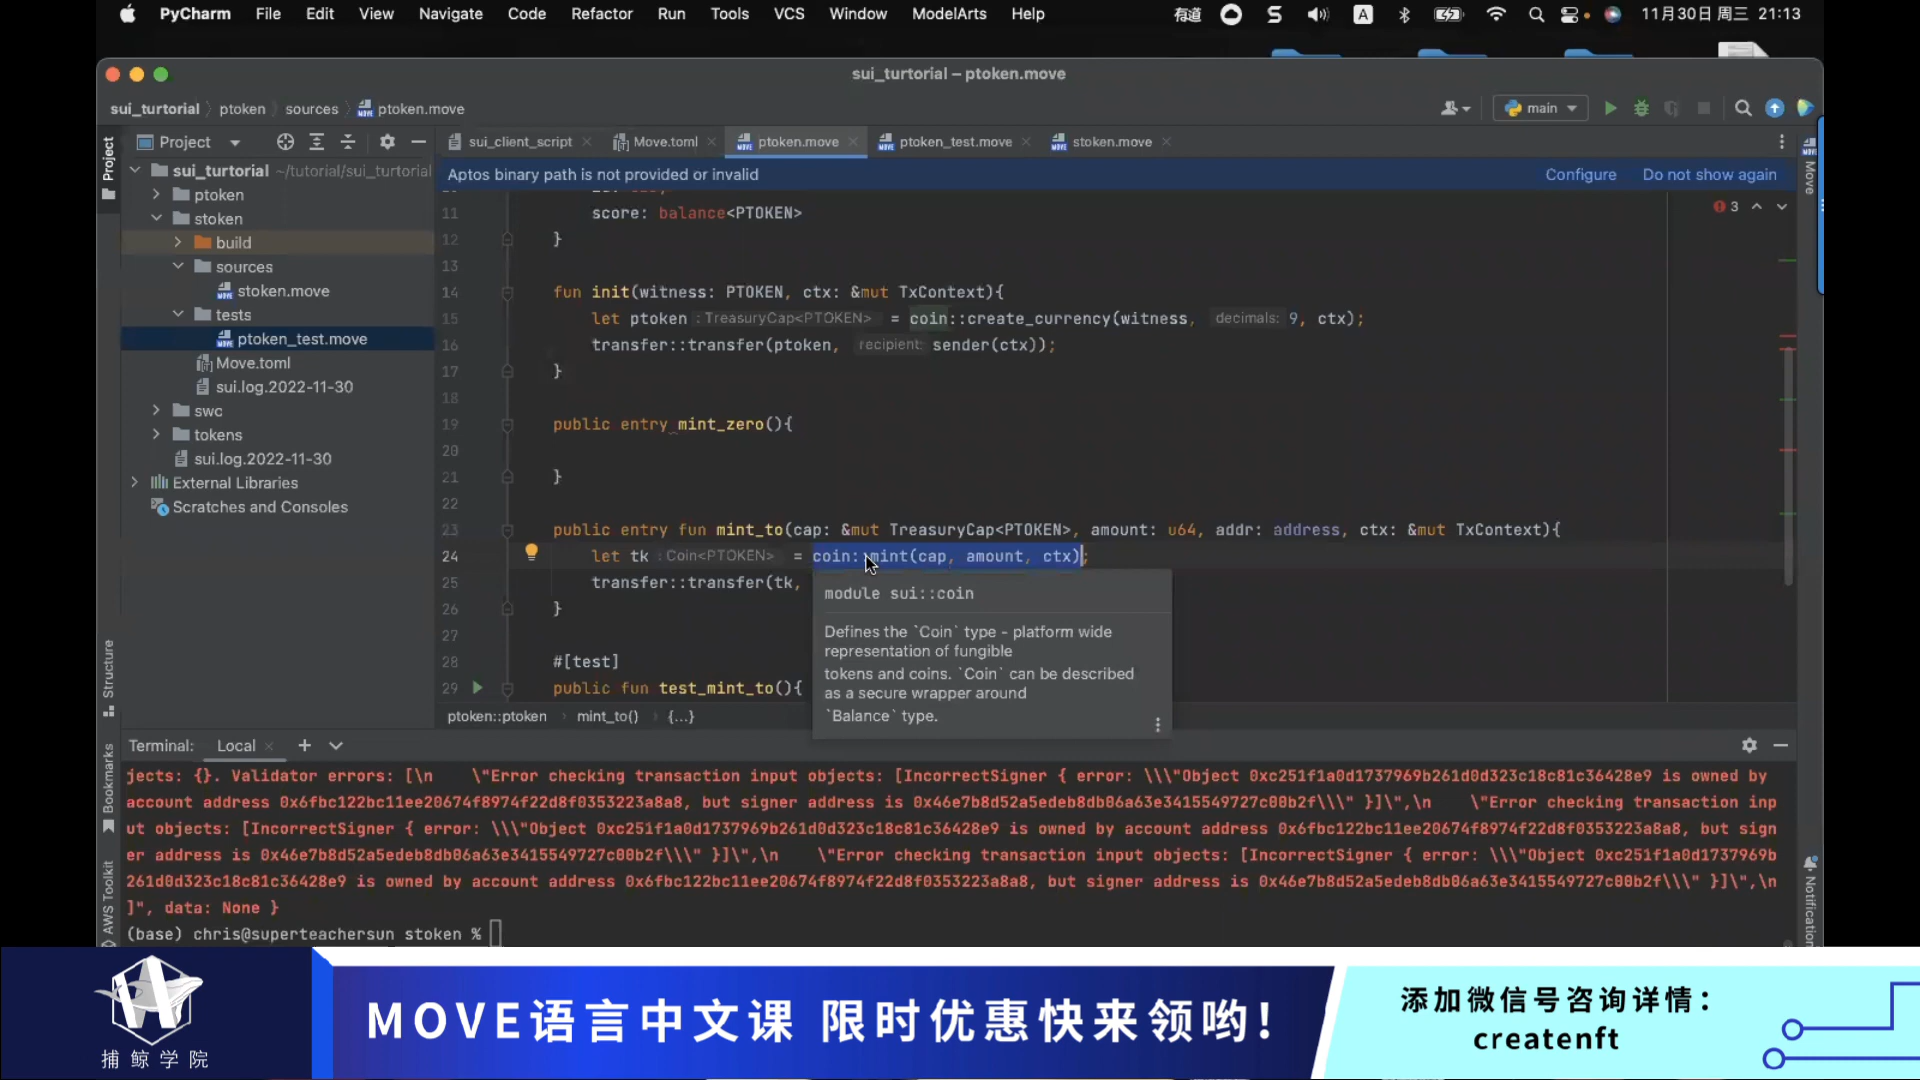 PyCharm File Edit View Navigate Code Refactor Run Tools VCS Window ModelArts Help 有道 S A 11月30日 周三 21:13
sui_turtorial – ptoken.move
sui_turtorial ptoken sources ptoken.move main
Project
Project
sui_turtorial ~/tutorial/sui_turtorial
ptoken
stoken
build
sources
stoken.move
tests
ptoken_test.move
Move.toml
sui.log.2022-11-30
swc
tokens
sui.log.2022-11-30
External Libraries
Scratches and Consoles
Structure
Bookmarks
AWS Toolkit
sui_client_script Move.toml ptoken.move ptoken_test.move stoken.move
Aptos binary path is not provided or invalid Configure Do not show again
3
11 score: balance<PTOKEN>
12 }
13
14 fun init(witness: PTOKEN, ctx: &mut TxContext){
15 let ptoken :TreasuryCap<PTOKEN> = coin::create_currency(witness, decimals: 9, ctx);
16 transfer::transfer(ptoken, recipient: sender(ctx));
17 }
18
19 public entry mint_zero(){
20
21 }
22
23 public entry fun mint_to(cap: &mut TreasuryCap<PTOKEN>, amount: u64, addr: address, ctx: &mut TxContext){
24 let tk :Coin<PTOKEN> = coin::mint(cap, amount, ctx);
25 transfer::transfer(tk,
26 }
27
28 #[test]
29 public fun test_mint_to(){
module sui::coin
Defines the `Coin` type - platform wide
representation of fungible
tokens and coins. `Coin` can be described
as a secure wrapper around
`Balance` type.
ptoken::ptoken mint_to() {...}
Move
Notifications
Terminal: Local
jects: {}. Validator errors: [\n    \"Error checking transaction input objects: [IncorrectSigner { error: \\\"Object 0xc251f1a0d1737969b261d0d323c18c81c36428e9 is owned by
account address 0x6fbc122bc11ee20674f8974f22d8f0353223a8a8, but signer address is 0x46e7b8d52a5edeb8db06a63e3415549727c00b2f\\\" }]\",\n    \"Error checking transaction inp
ut objects: [IncorrectSigner { error: \\\"Object 0xc251f1a0d1737969b261d0d323c18c81c36428e9 is owned by account address 0x6fbc122bc11ee20674f8974f22d8f0353223a8a8, but sign
er address is 0x46e7b8d52a5edeb8db06a63e3415549727c00b2f\\\" }]\",\n    \"Error checking transaction input objects: [IncorrectSigner { error: \\\"Object 0xc251f1a0d1737969b
261d0d323c18c81c36428e9 is owned by account address 0x6fbc122bc11ee20674f8974f22d8f0353223a8a8, but signer address is 0x46e7b8d52a5edeb8db06a63e3415549727c00b2f\\\" }]\",\n
]", data: None }
(base) chris@superteachersun stoken %
捕鲸学院
MOVE语言中文课 限时优惠快来领哟!
添加微信号咨询详情:
createnft